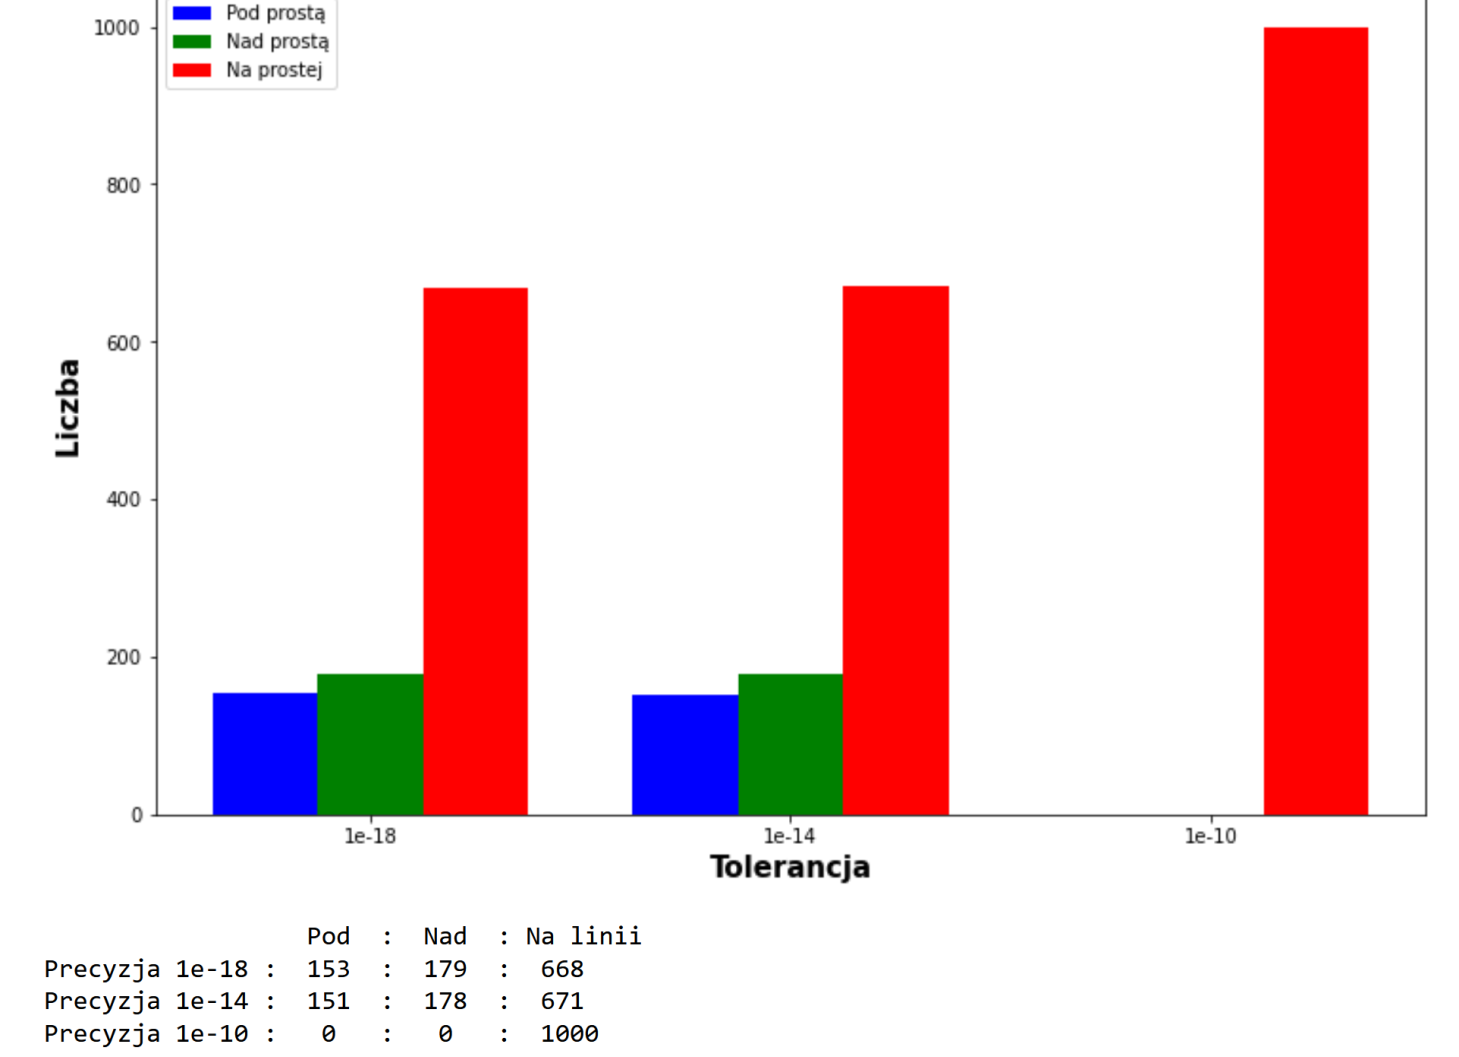 1000
Pod prostą
Nad prostą
Na prostej
800
600
400
200
0
Liczba
1e-18
1e-14
1e-10
Tolerancja
Pod : Nad : Na linii
Precyzja 1e-18 : 153 : 179 : 668
Precyzja 1e-14 : 151 : 178 : 671
Precyzja 1e-10 : 0 : 0 : 1000